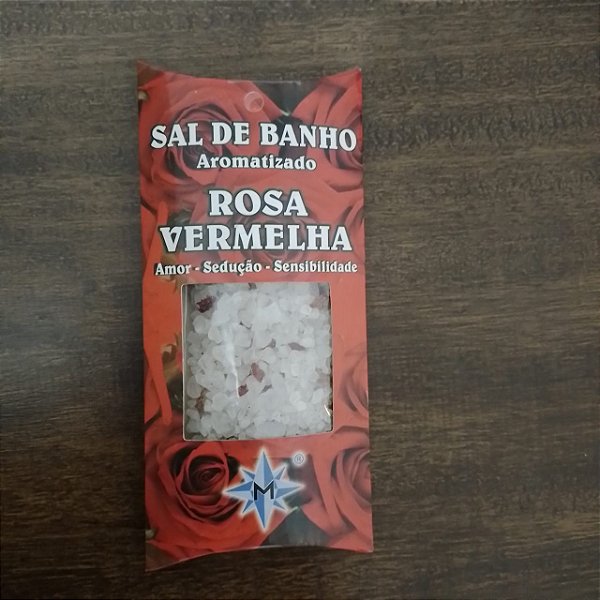 SAL DE BANHO
Aromatizado
ROSA
VERMELHA
Amor - Sedução - Sensibilidade
®
M